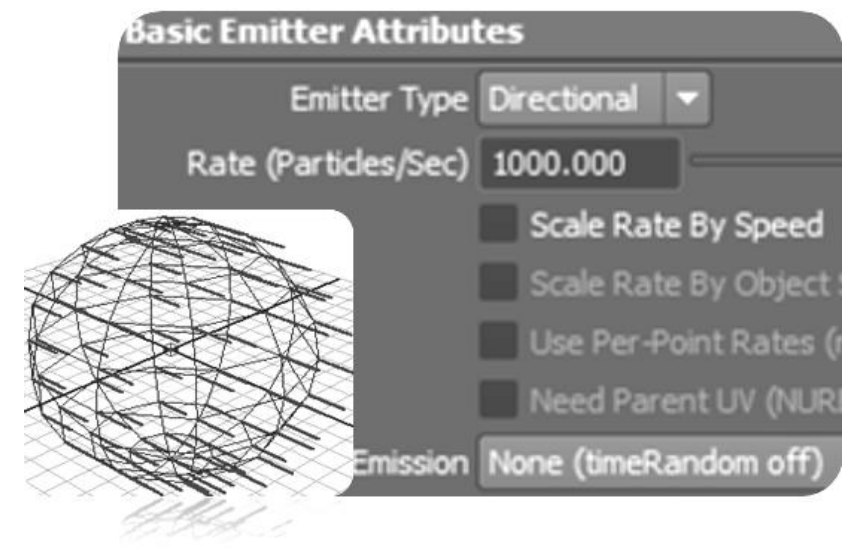 Basic Emitter Attributes
Emitter Type Directional
Rate (Particles/Sec) 1000.000
Scale Rate By Speed
Scale Rate By Object
Use Per-Point Rates
Need Parent UV
Emission None (timeRandom off)